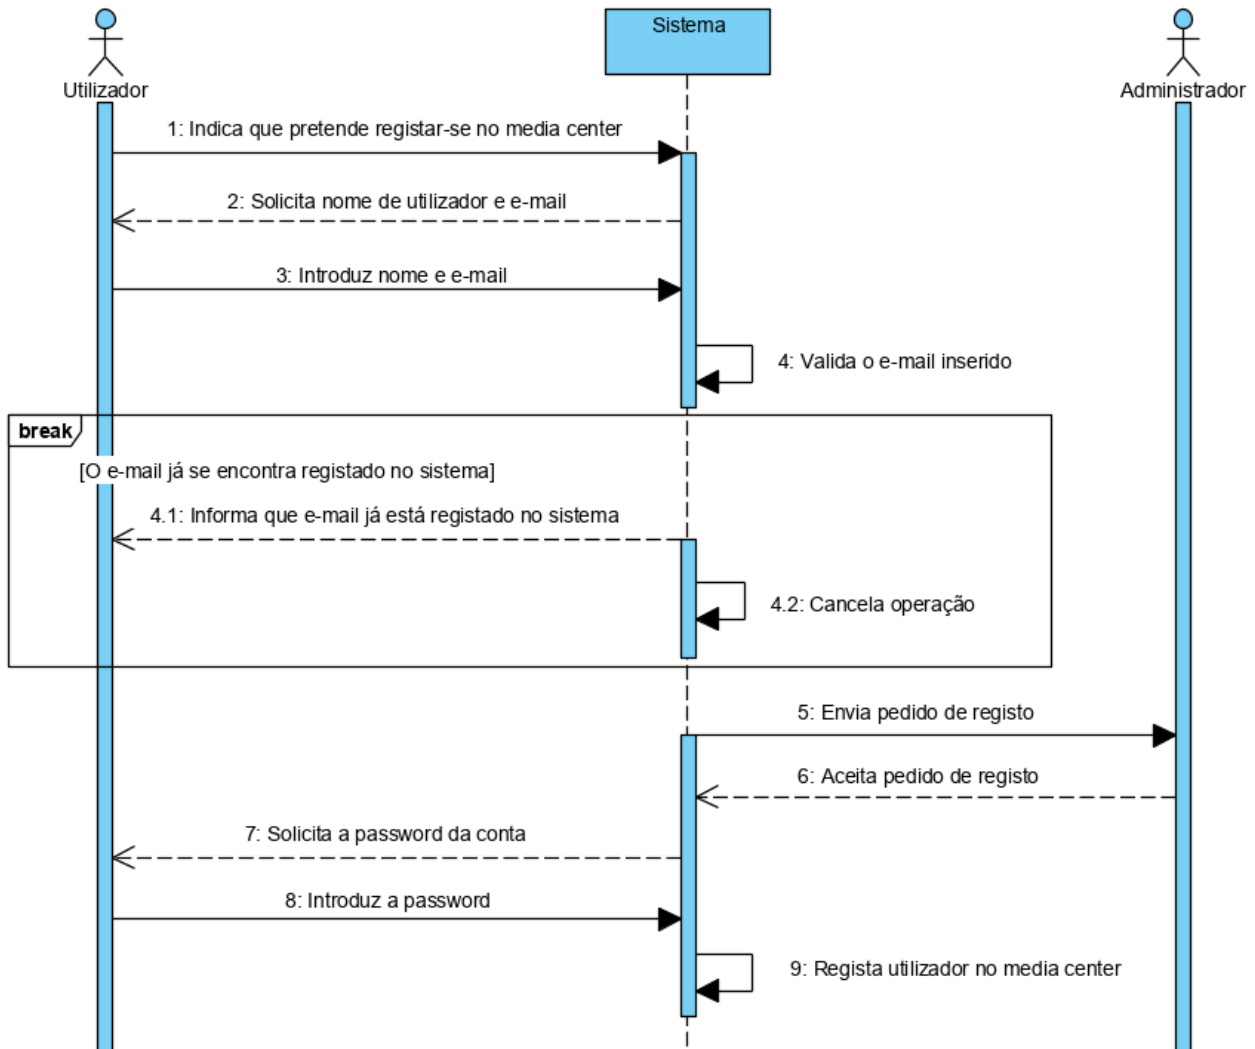 Sistema
Utilizador
Administrador
1: Indica que pretende registar-se no media center
2: Solicita nome de utilizador e e-mail
3: Introduz nome e e-mail
4: Valida o e-mail inserido
break
[O e-mail já se encontra registado no sistema]
4.1: Informa que e-mail já está registado no sistema
4.2: Cancela operação
5: Envia pedido de registo
6: Aceita pedido de registo
7: Solicita a password da conta
8: Introduz a password
9: Regista utilizador no media center